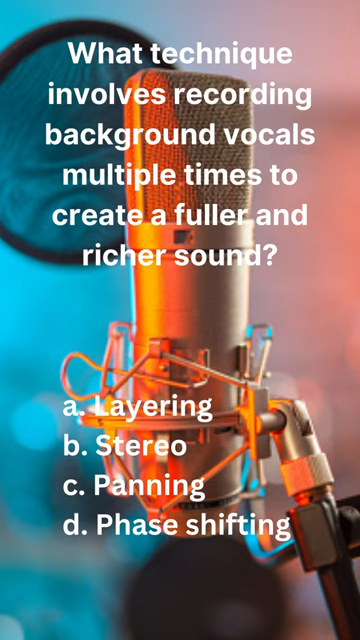 What technique
involves recording
background vocals
multiple times to
create a fuller and
richer sound?
a. Layering
b. Stereo
c. Panning
d. Phase shifting